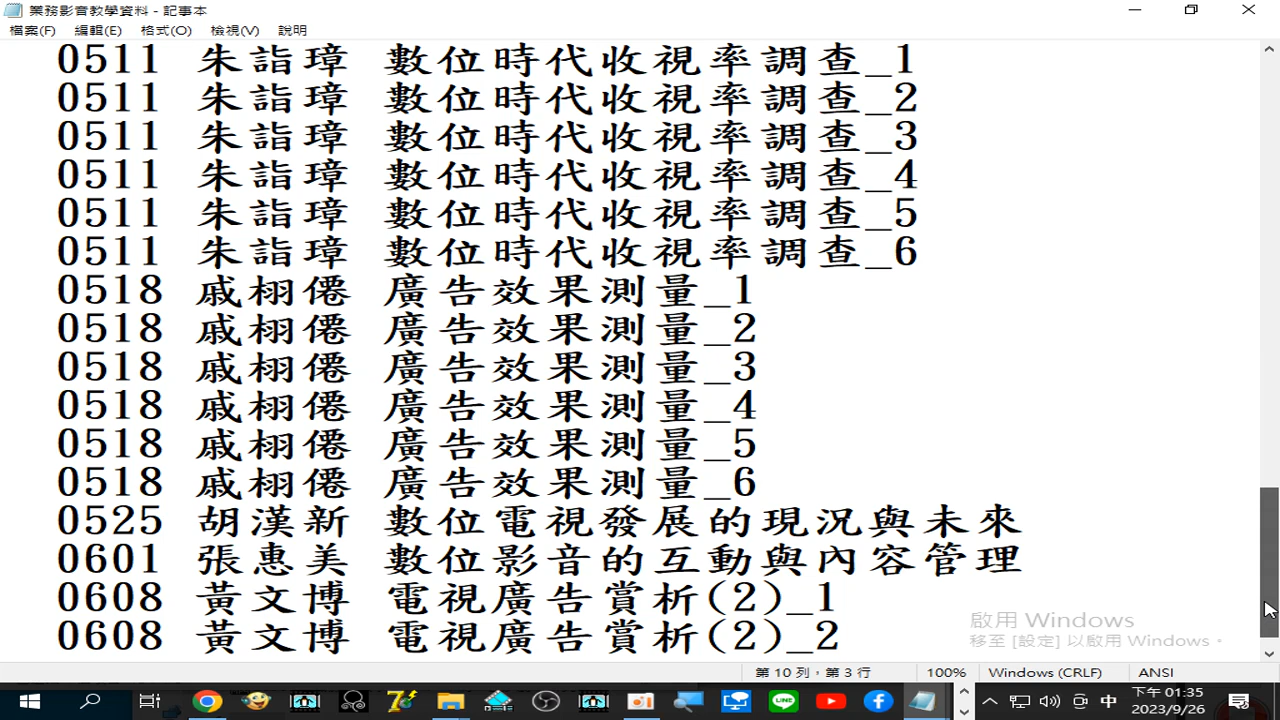 業務影音教學資料 - 記事本
檔案(F) 編輯(E) 格式(O) 檢視(V) 說明
0511 朱詣璋 數位時代收視率調查_1
0511 朱詣璋 數位時代收視率調查_2
0511 朱詣璋 數位時代收視率調查_3
0511 朱詣璋 數位時代收視率調查_4
0511 朱詣璋 數位時代收視率調查_5
0511 朱詣璋 數位時代收視率調查_6
0518 戚栩僊 廣告效果測量_1
0518 戚栩僊 廣告效果測量_2
0518 戚栩僊 廣告效果測量_3
0518 戚栩僊 廣告效果測量_4
0518 戚栩僊 廣告效果測量_5
0518 戚栩僊 廣告效果測量_6
0525 胡漢新 數位電視發展的現況與未來
0601 張惠美 數位影音的互動與內容管理
0608 黃文博 電視廣告賞析(2)_1
0608 黃文博 電視廣告賞析(2)_2
啟用 Windows
移至 [設定] 以啟用 Windows。
第 10 列，第 3 行 100% Windows (CRLF) ANSI
中 下午 01:35
2023/9/26